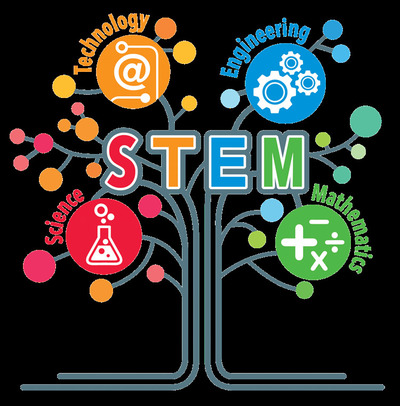 Technology
Engineering
@
STEM
Science
Mathematics
+ −
x ÷